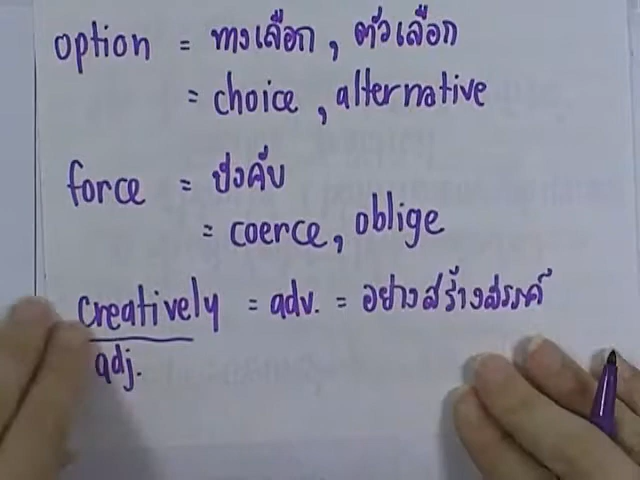 option = ทางเลือก, ตัวเลือก
= choice, alternative
force = บังคับ
= coerce, oblige
creatively = adv. = อย่างสร้างสรรค์
adj.